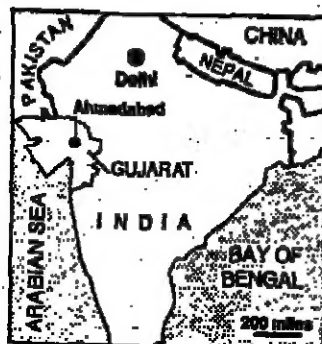 PAKISTAN
CHINA
NEPAL
Delhi
Ahmedabad
GUJARAT
INDIA
ARABIAN SEA
BAY OF
BENGAL
200 miles